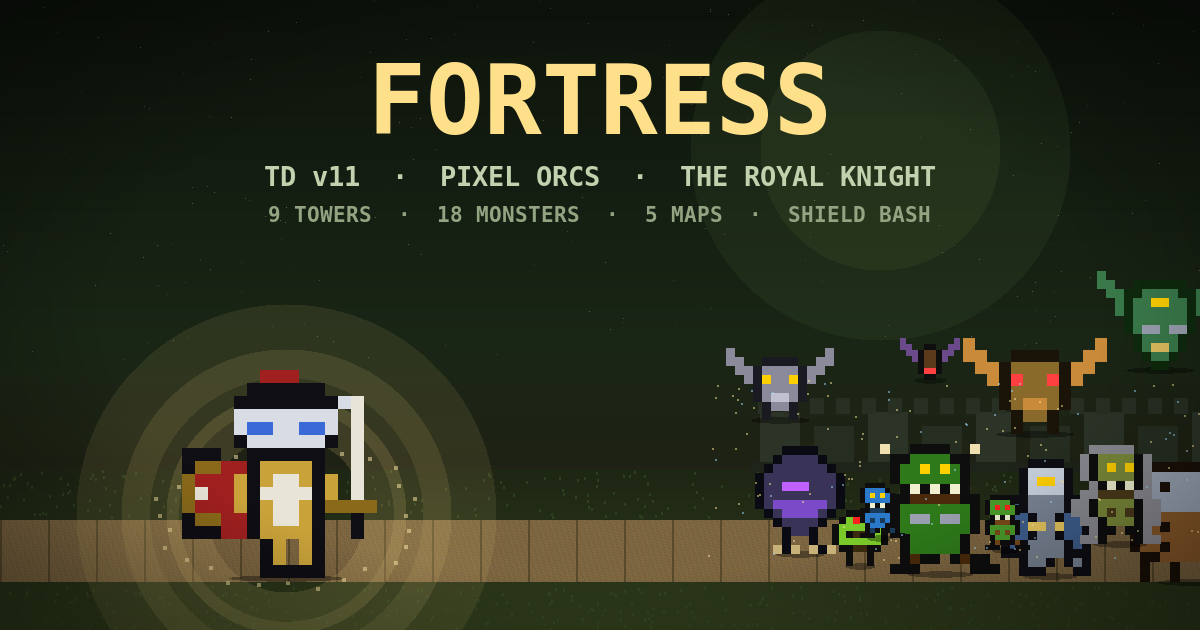 FORTRESS
TD v11 · PIXEL ORCS · THE ROYAL KNIGHT
9 TOWERS · 18 MONSTERS · 5 MAPS · SHIELD BASH